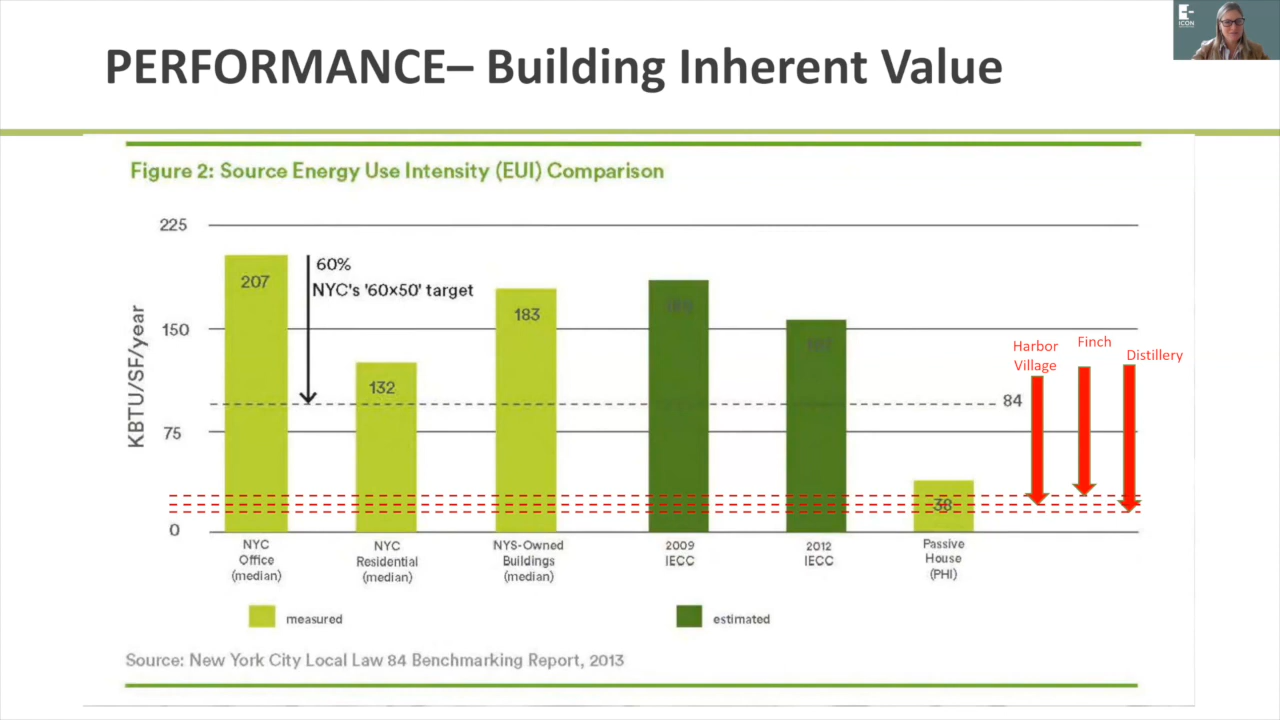 ICON
PERFORMANCE– Building Inherent Value
Figure 2: Source Energy Use Intensity (EUI) Comparison
225
150
75
0
KBTU/SF/year
207
60%
NYC's '60×50' target
132
183
84
38
Harbor
Village
Finch
Distillery
NYC
Office
(median)
NYC
Residential
(median)
NYS-Owned
Buildings
(median)
2009
IECC
2012
IECC
Passive
House
(PHI)
measured
estimated
Source: New York City Local Law 84 Benchmarking Report, 2013